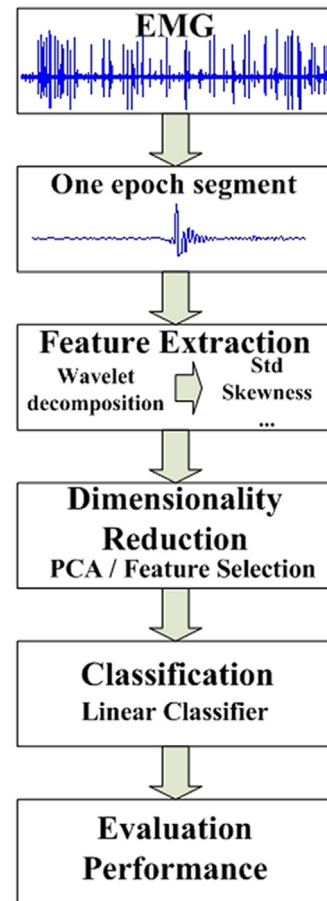 EMG
One epoch segment
Feature Extraction
Wavelet decomposition
Std
Skewness
...
Dimensionality
Reduction
PCA / Feature Selection
Classification
Linear Classifier
Evaluation
Performance